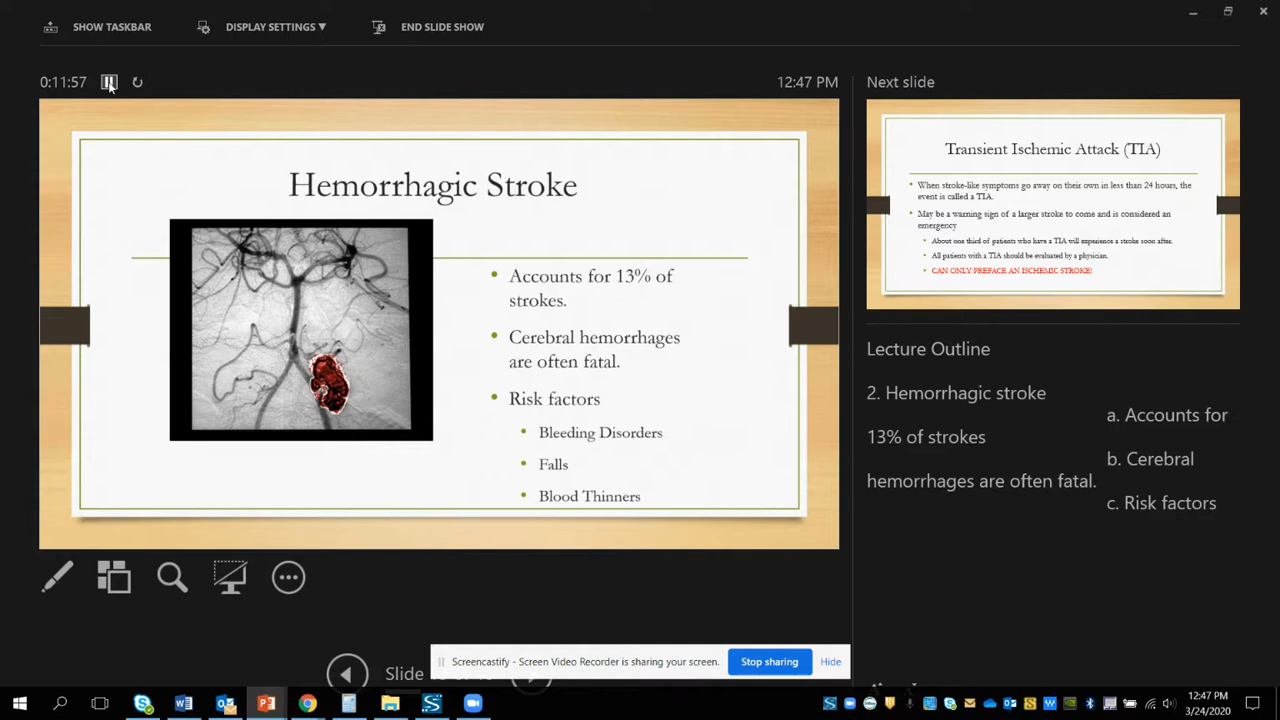 SHOW TASKBAR
DISPLAY SETTINGS ▼
END SLIDE SHOW
0:11:57
12:47 PM
Hemorrhagic Stroke
• Accounts for 13% of
strokes.
• Cerebral hemorrhages
are often fatal.
• Risk factors
• Bleeding Disorders
• Falls
• Blood Thinners
Next slide
Transient Ischemic Attack (TIA)
• When stroke-like symptoms go away on their own in less than 24 hours, the
event is called a TIA.
• May be a warning sign of a larger stroke to come and is considered an
emergency
• About one third of patients who have a TIA will experience a stroke soon after.
• All patients with a TIA should be evaluated by a physician.
• CAN ONLY PREFACE AN ISCHEMIC STROKE!
Lecture Outline
2. Hemorrhagic stroke
a. Accounts for
13% of strokes
b. Cerebral
hemorrhages are often fatal.
c. Risk factors
Slide
Screencastify - Screen Video Recorder is sharing your screen.
Stop sharing
Hide
12:47 PM
3/24/2020